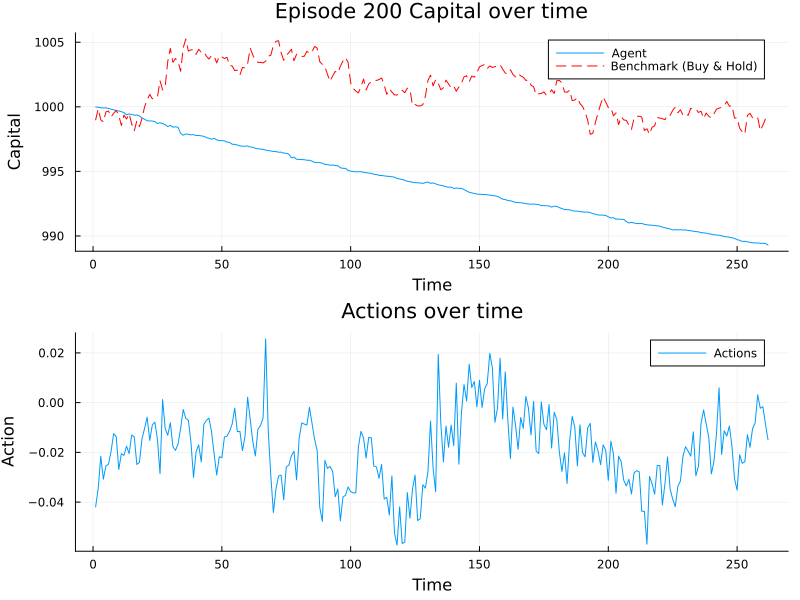 Episode 200 Capital over time
Capital
1005
1000
995
990
Agent
Benchmark (Buy & Hold)
0 50 100 150 200 250
Time
Actions over time
Action
0.02
0.00
−0.02
−0.04
Actions
0 50 100 150 200 250
Time